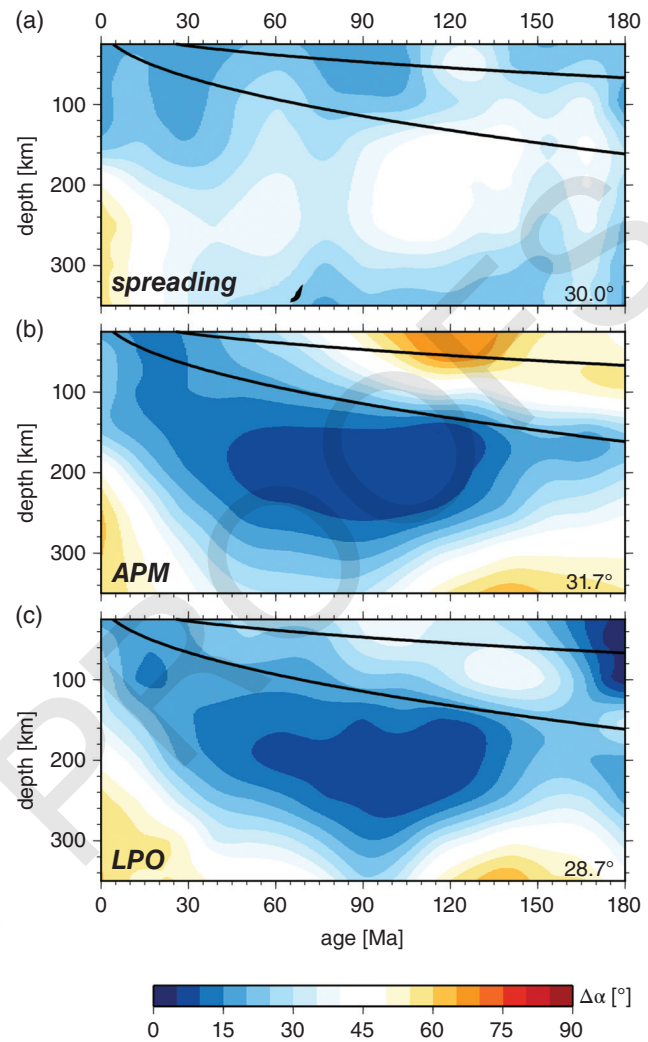 (a)
0 30 60 90 120 150 180
depth [km]
100
200
300
spreading
30.0°
(b)
depth [km]
100
200
300
APM
31.7°
(c)
depth [km]
100
200
300
LPO
28.7°
0 30 60 90 120 150 180
age [Ma]
Δα [°]
0 15 30 45 60 75 90
PROOFS